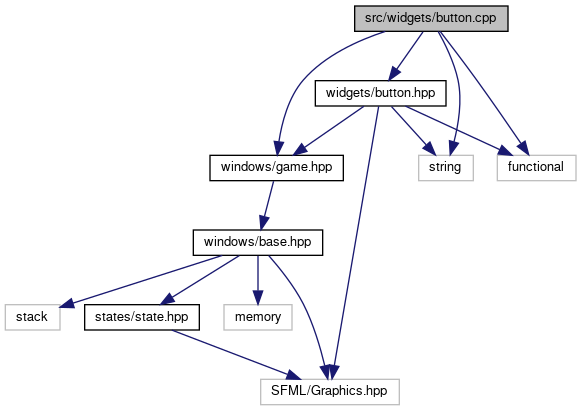 src/widgets/button.cpp
widgets/button.hpp
windows/game.hpp
string
functional
windows/base.hpp
stack
states/state.hpp
memory
SFML/Graphics.hpp